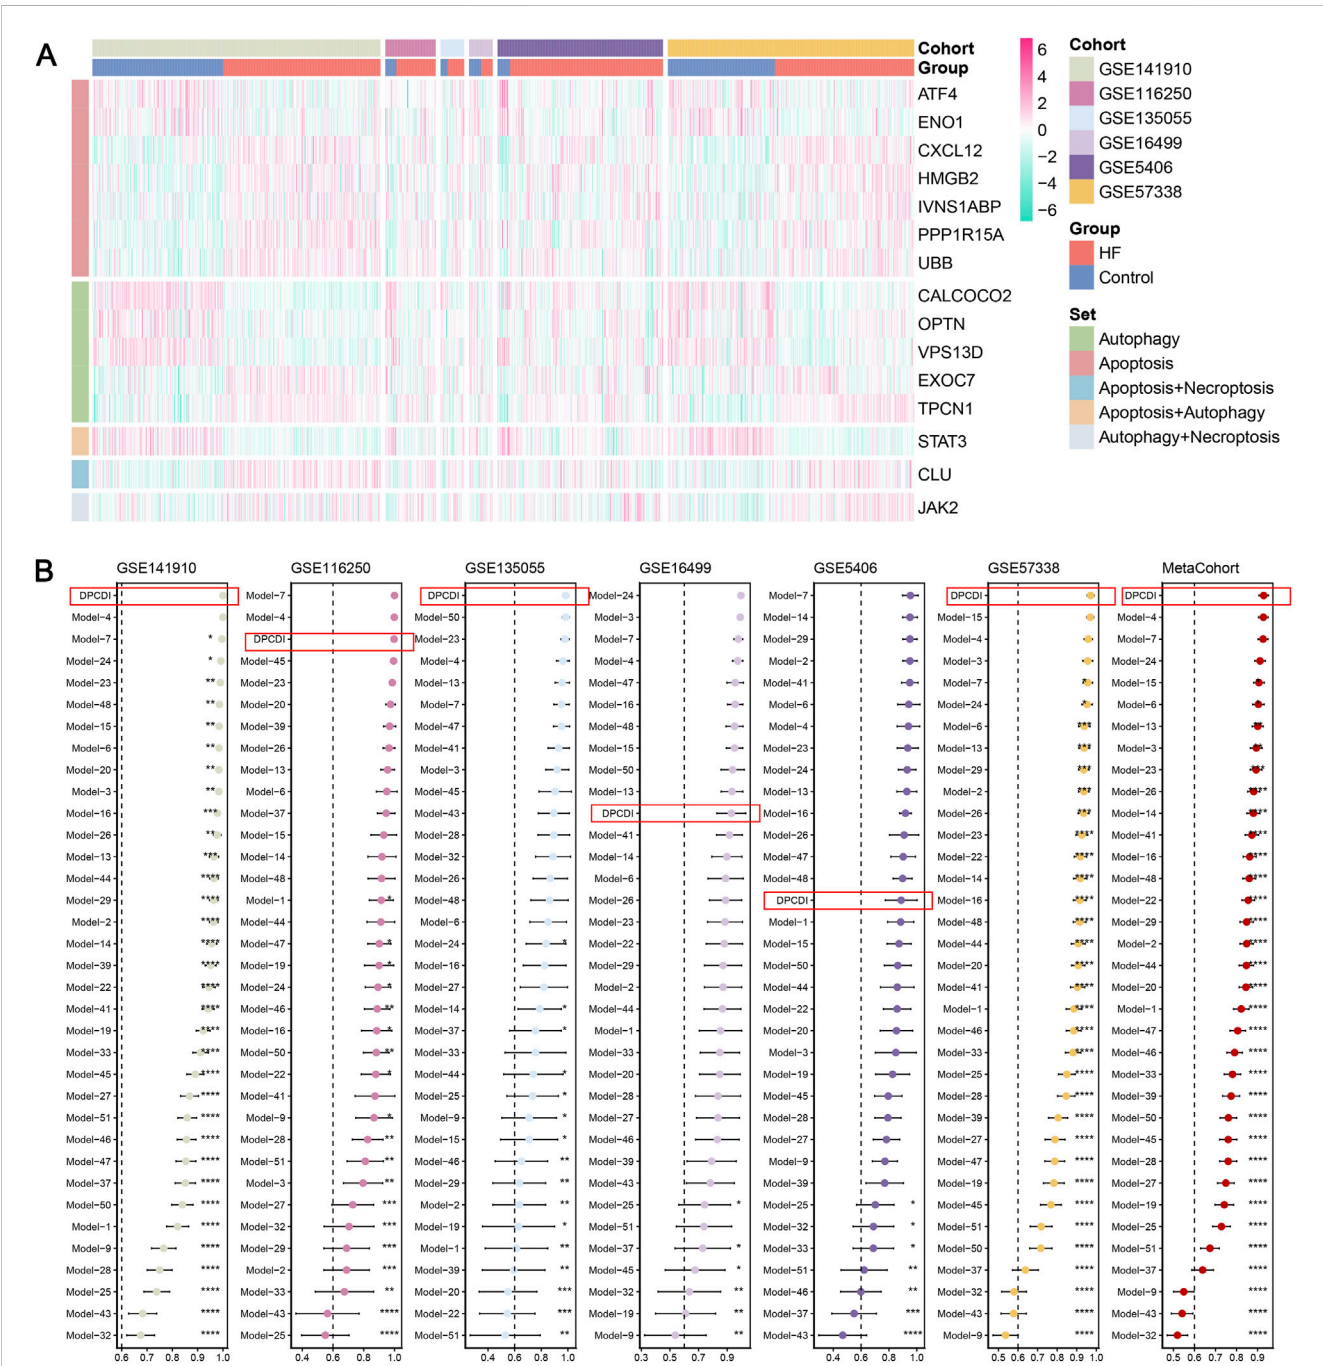 A
Cohort
Group
ATF4
ENO1
CXCL12
HMGB2
IVNS1ABP
PPP1R15A
UBB
CALCOCO2
OPTN
VPS13D
EXOC7
TPCN1
STAT3
CLU
JAK2
6
4
2
0
−2
−4
−6
Cohort
GSE141910
GSE116250
GSE135055
GSE16499
GSE5406
GSE57338
Group
HF
Control
Set
Autophagy
Apoptosis
Apoptosis+Necroptosis
Apoptosis+Autophagy
Autophagy+Necroptosis
B
GSE141910
DPCDI
Model−4
Model−7 *
Model−24 *
Model−23 **
Model−48 **
Model−15 **
Model−6 **
Model−20 **
Model−3 **
Model−16 ***
Model−26 **
Model−13 ***
Model−44 ****
Model−29 ****
Model−2 ****
Model−14 ****
Model−39 ****
Model−22 ****
Model−41 ****
Model−19 ****
Model−33 ****
Model−45 ****
Model−27 ****
Model−51 ****
Model−46 ****
Model−47 ****
Model−37 ****
Model−50 ****
Model−1 ****
Model−9 ****
Model−28 ****
Model−25 ****
Model−43 ****
Model−32 ****
0.6 0.7 0.8 0.9 1.0
GSE116250
Model−7
Model−4
DPCDI
Model−45
Model−23
Model−20
Model−39
Model−26
Model−13
Model−6
Model−37
Model−15
Model−14
Model−48
Model−1 *
Model−44
Model−47 *
Model−19 *
Model−24 *
Model−46 **
Model−16 *
Model−50 **
Model−22 *
Model−41
Model−9 *
Model−28 **
Model−51 **
Model−3 **
Model−27 ***
Model−32 ***
Model−29 ***
Model−2 ***
Model−33 **
Model−43 ****
Model−25 ****
0.4 0.6 0.8 1.0
GSE135055
DPCDI
Model−50
Model−23
Model−4
Model−13
Model−7
Model−47
Model−41
Model−3
Model−45
Model−43
Model−28
Model−32
Model−26
Model−48
Model−6
Model−24 *
Model−16
Model−27
Model−14 *
Model−37 *
Model−33
Model−44 *
Model−25 *
Model−9 *
Model−15 *
Model−46 **
Model−29 **
Model−2 **
Model−19 *
Model−1 **
Model−39 **
Model−20 ***
Model−22 ***
Model−51 **
0.4 0.6 0.8 1.0
GSE16499
Model−24
Model−3
Model−7
Model−4
Model−47
Model−16
Model−48
Model−15
Model−50
Model−13
DPCDI
Model−41
Model−14
Model−6
Model−26
Model−23
Model−22
Model−29
Model−2
Model−44
Model−1
Model−33
Model−20
Model−28
Model−27
Model−46
Model−39
Model−43
Model−25 *
Model−51
Model−37 *
Model−45 *
Model−32 **
Model−19 **
Model−9 **
0.3 0.5 0.7 0.9
GSE5406
Model−7
Model−14
Model−29
Model−2
Model−41
Model−6
Model−4
Model−23
Model−24
Model−13
Model−16
Model−26
Model−47
Model−48
DPCDI
Model−1
Model−15
Model−50
Model−44
Model−22
Model−20
Model−3
Model−19
Model−45
Model−28
Model−27
Model−9
Model−39
Model−25 *
Model−32 *
Model−33 *
Model−51 **
Model−46 **
Model−37 ***
Model−43 ****
0.4 0.6 0.8 1.0
GSE57338
DPCDI
Model−15
Model−4
Model−3
Model−7 *
Model−24 *
Model−6 ***
Model−13 ***
Model−29 ***
Model−2 ***
Model−26 ***
Model−23 ****
Model−22 ****
Model−14 ****
Model−16 ****
Model−48 ****
Model−44 ****
Model−20 ****
Model−41 ****
Model−1 ****
Model−46 ****
Model−33 ****
Model−25 ****
Model−28 ****
Model−39 ****
Model−27 ****
Model−47 ****
Model−19 ****
Model−45 ****
Model−51 ****
Model−50 ****
Model−37 ****
Model−32 ****
Model−43 ****
Model−9 ****
0.5 0.6 0.7 0.8 0.9 1.0
MetaCohort
DPCDI
Model−4
Model−7
Model−24
Model−15 *
Model−6 *
Model−13 **
Model−3 **
Model−23 ***
Model−26 ****
Model−14 ****
Model−41 ****
Model−16 ****
Model−48 ****
Model−22 ****
Model−29 ****
Model−2 ****
Model−44 ****
Model−20 ****
Model−1 ****
Model−47 ****
Model−46 ****
Model−33 ****
Model−39 ****
Model−50 ****
Model−45 ****
Model−28 ****
Model−27 ****
Model−19 ****
Model−25 ****
Model−51 ****
Model−37 ****
Model−9 ****
Model−43 ****
Model−32 ****
0.5 0.6 0.7 0.8 0.9